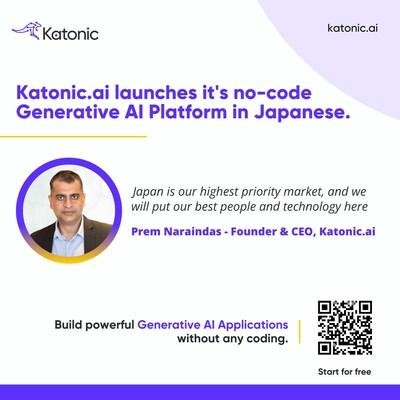 Katonic
katonic.ai
Katonic.ai launches it's no-code
Generative AI Platform in Japanese.
Japan is our highest priority market, and we
will put our best people and technology here
Prem Naraindas - Founder & CEO, Katonic.ai
Build powerful Generative AI Applications
without any coding.
Start for free